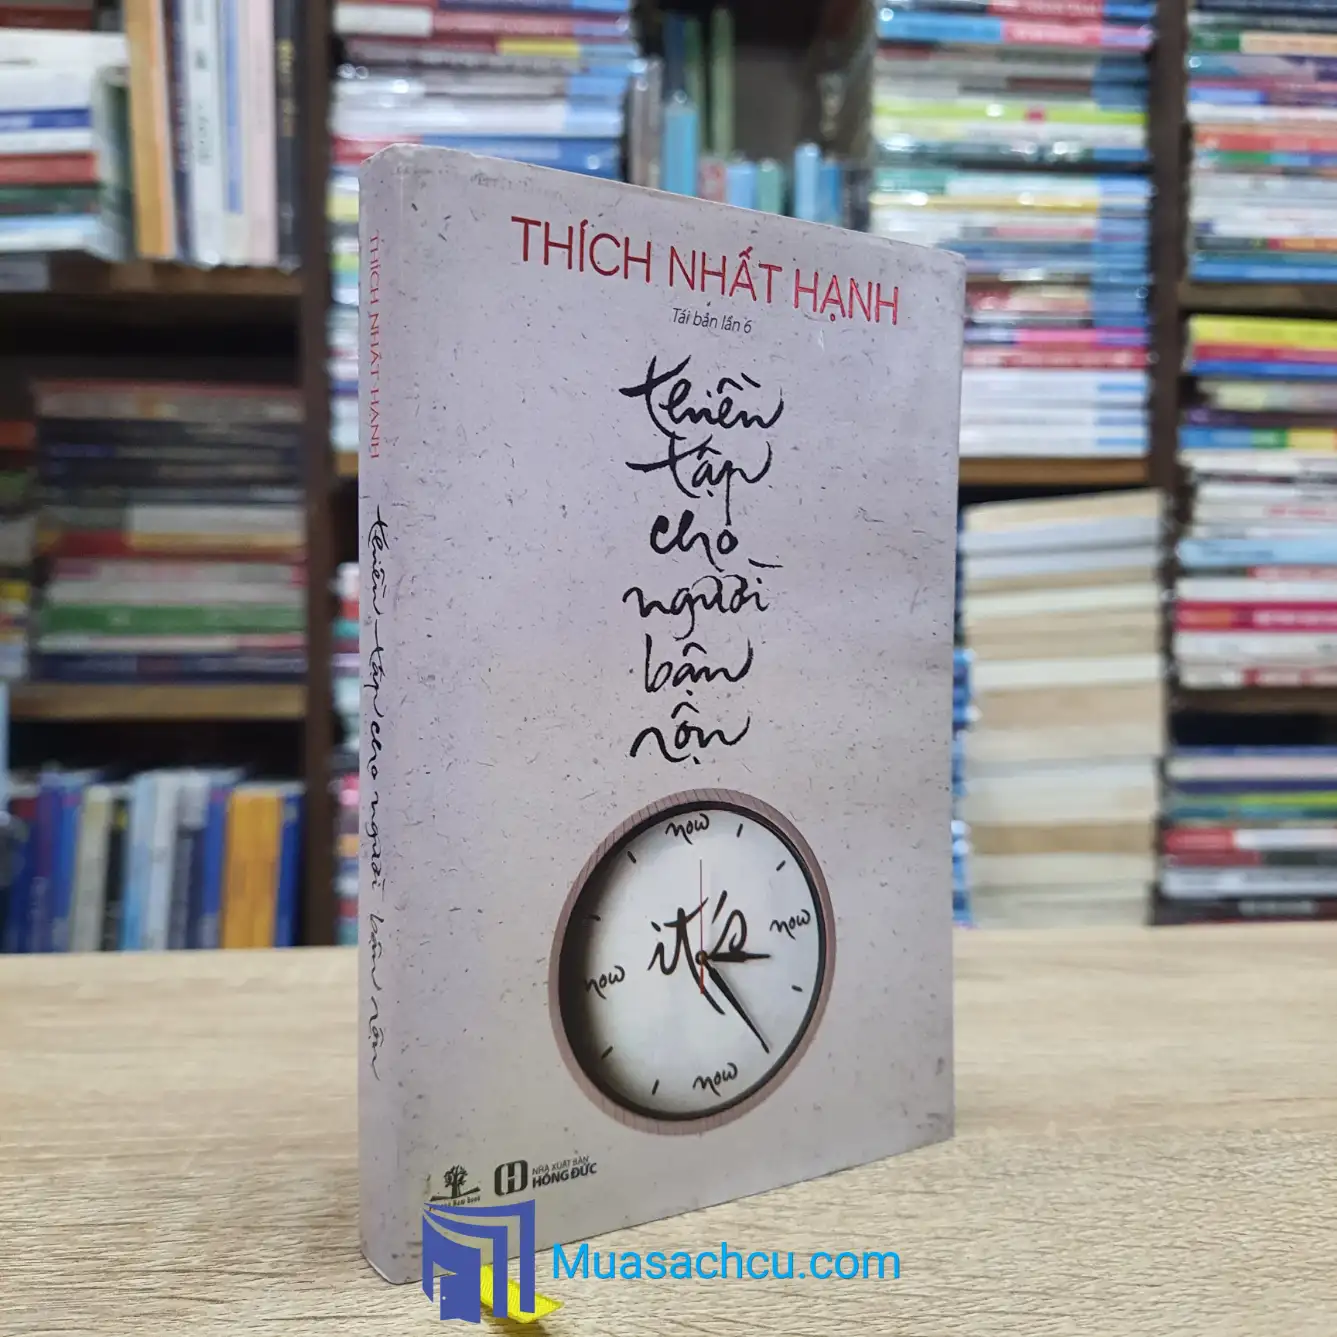 THÍCH NHẤT HẠNH
Tái bản lần 6
thiền
tập
cho
người
bận
rộn
now
it's
now
now
now
NHÀ XUẤT BẢN
HỒNG ĐỨC
THÍCH NHẤT HẠNH
thiền tập cho người bận rộn
Muasachcu.com